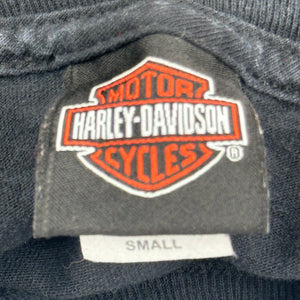 MOTOR
HARLEY-DAVIDSON
CYCLES
®
SMALL